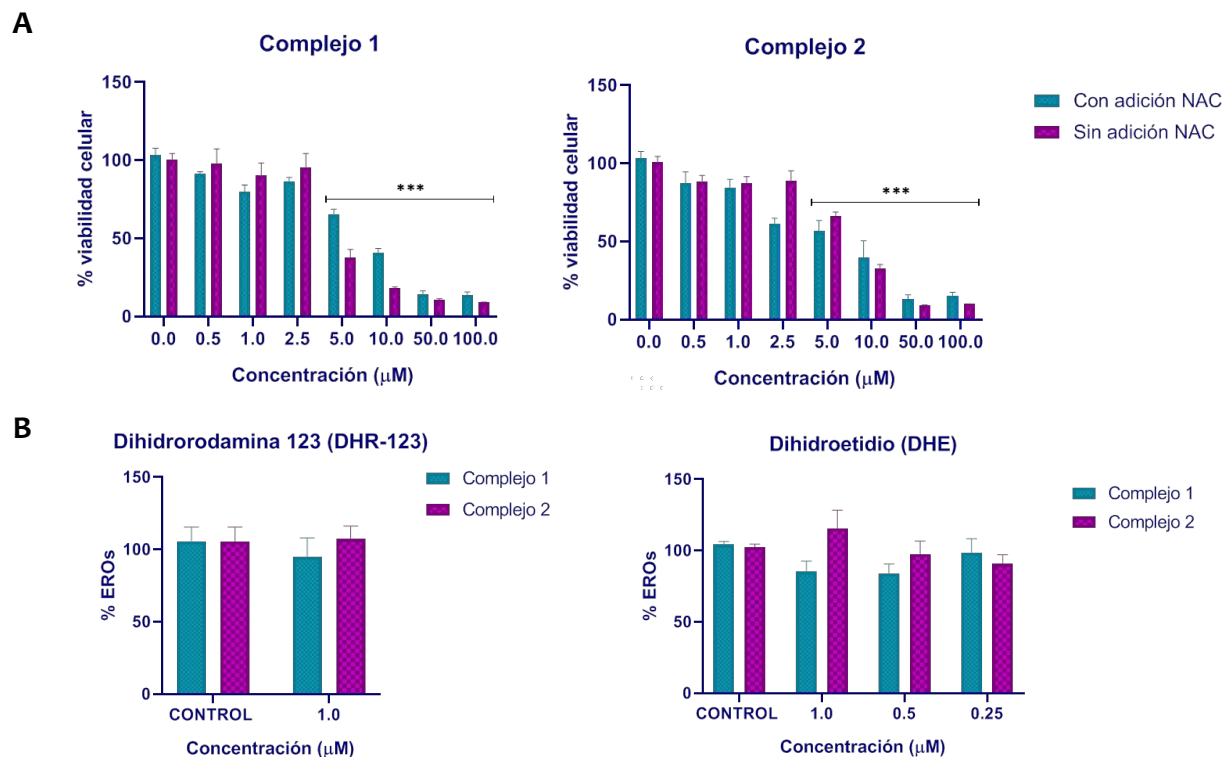 A
Complejo 1
150
100
50
0
% viabilidad celular
***
0.0 0.5 1.0 2.5 5.0 10.0 50.0 100.0
Concentración (μM)
Complejo 2
150
100
50
0
% viabilidad celular
***
0.0 0.5 1.0 2.5 5.0 10.0 50.0 100.0
Concentración (μM)
Con adición NAC
Sin adición NAC
B
Dihidrorodamina 123 (DHR-123)
150
100
50
0
% EROs
CONTROL 1.0
Concentración (μM)
Complejo 1
Complejo 2
Dihidroetidio (DHE)
150
100
50
0
% EROs
CONTROL 1.0 0.5 0.25
Concentración (μM)
Complejo 1
Complejo 2